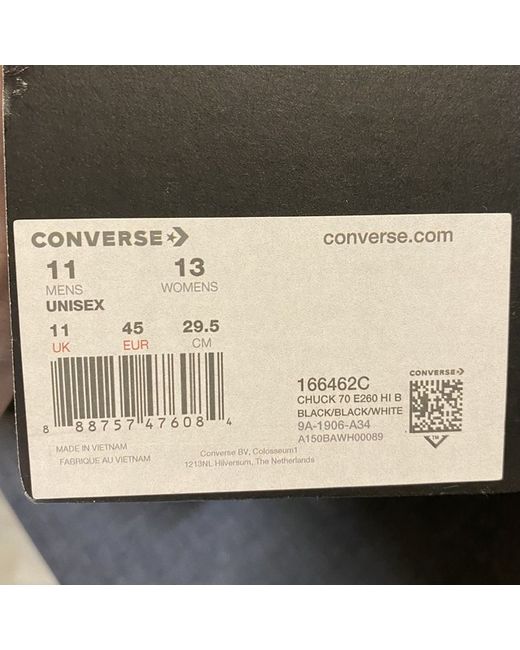 CONVERSE converse.com
11 13
MENS WOMENS
UNISEX
11 45 29.5
UK EUR CM
8 88757 47608 4
CONVERSE
166462C
CHUCK 70 E260 HI B
BLACK/BLACK/WHITE
9A-1906-A34
A150BAWH00089
MADE IN VIETNAM
FABRIQUE AU VIETNAM
Converse BV, Colosseum1
1213NL Hilversum, The Netherlands